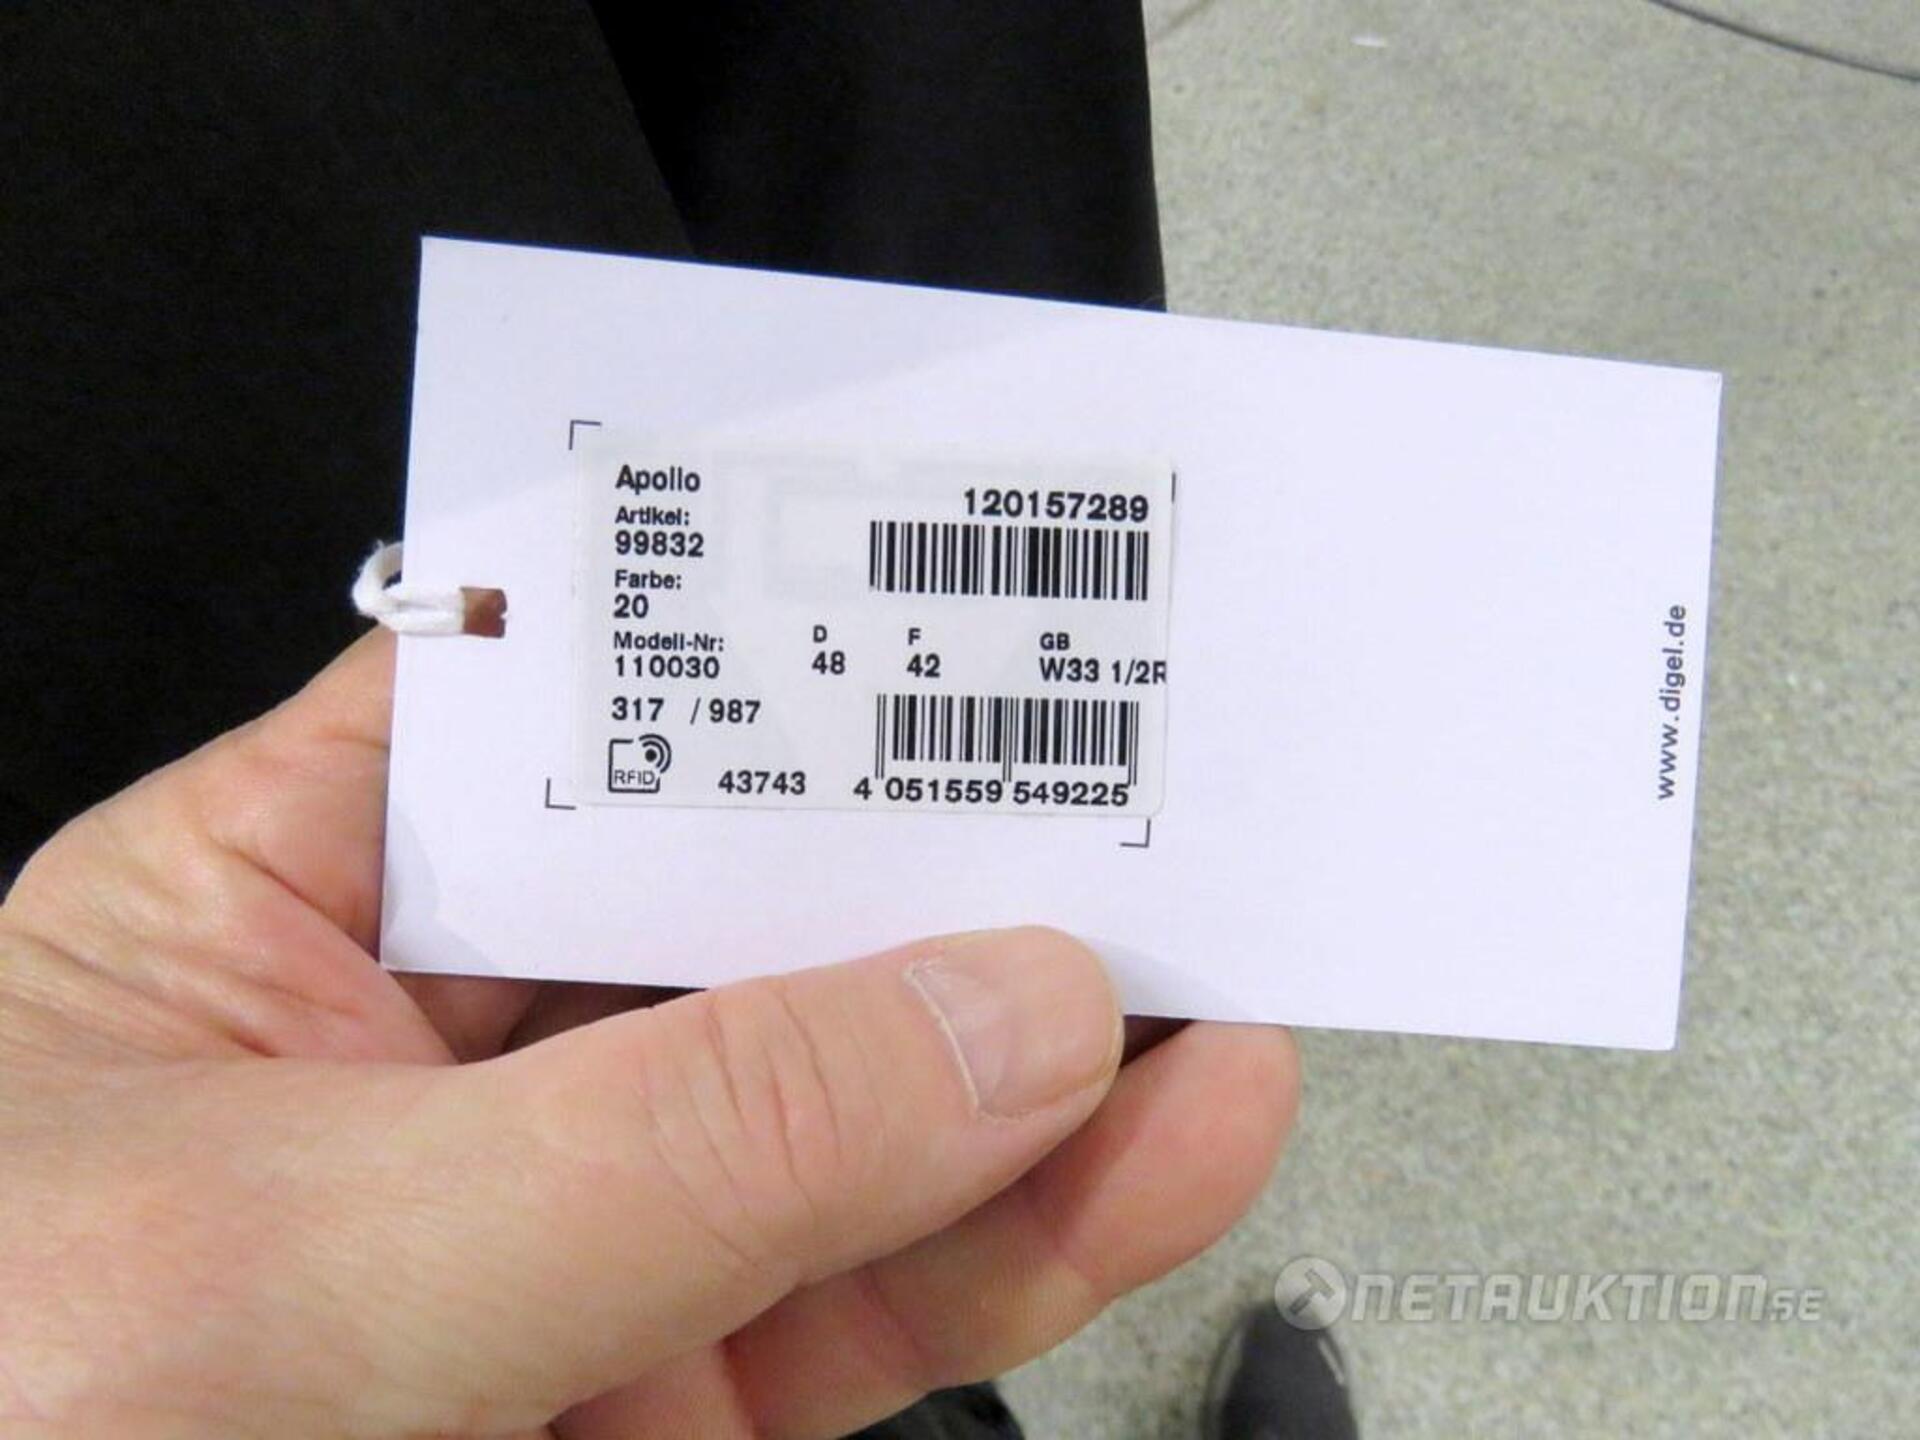 Apollo
120157289
Artikel:
99832
Farbe:
20
Modell-Nr:
110030
D
48
F
42
GB
W33 1/2R
317 / 987
RFID
43743
4 051559 549225
www.digel.de
NETAUKTION.SE